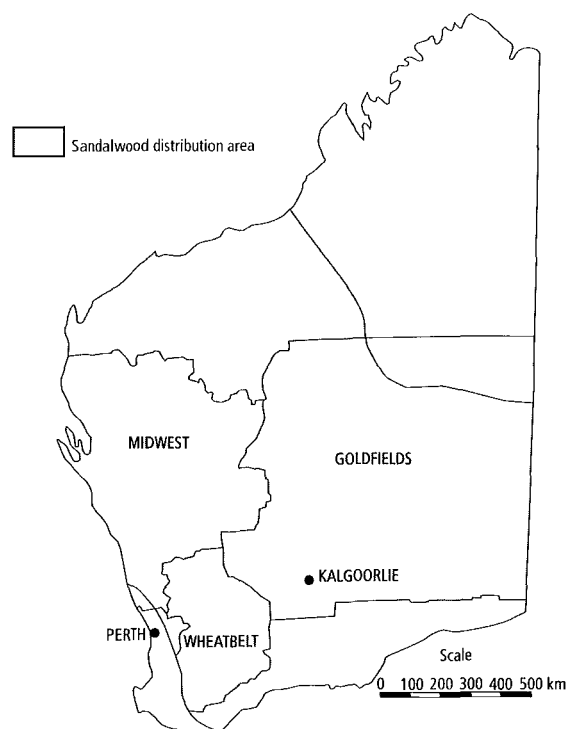 Sandalwood distribution area
MIDWEST
GOLDFIELDS
KALGOORLIE
PERTH
WHEATBELT
Scale
0 100 200 300 400 500 km